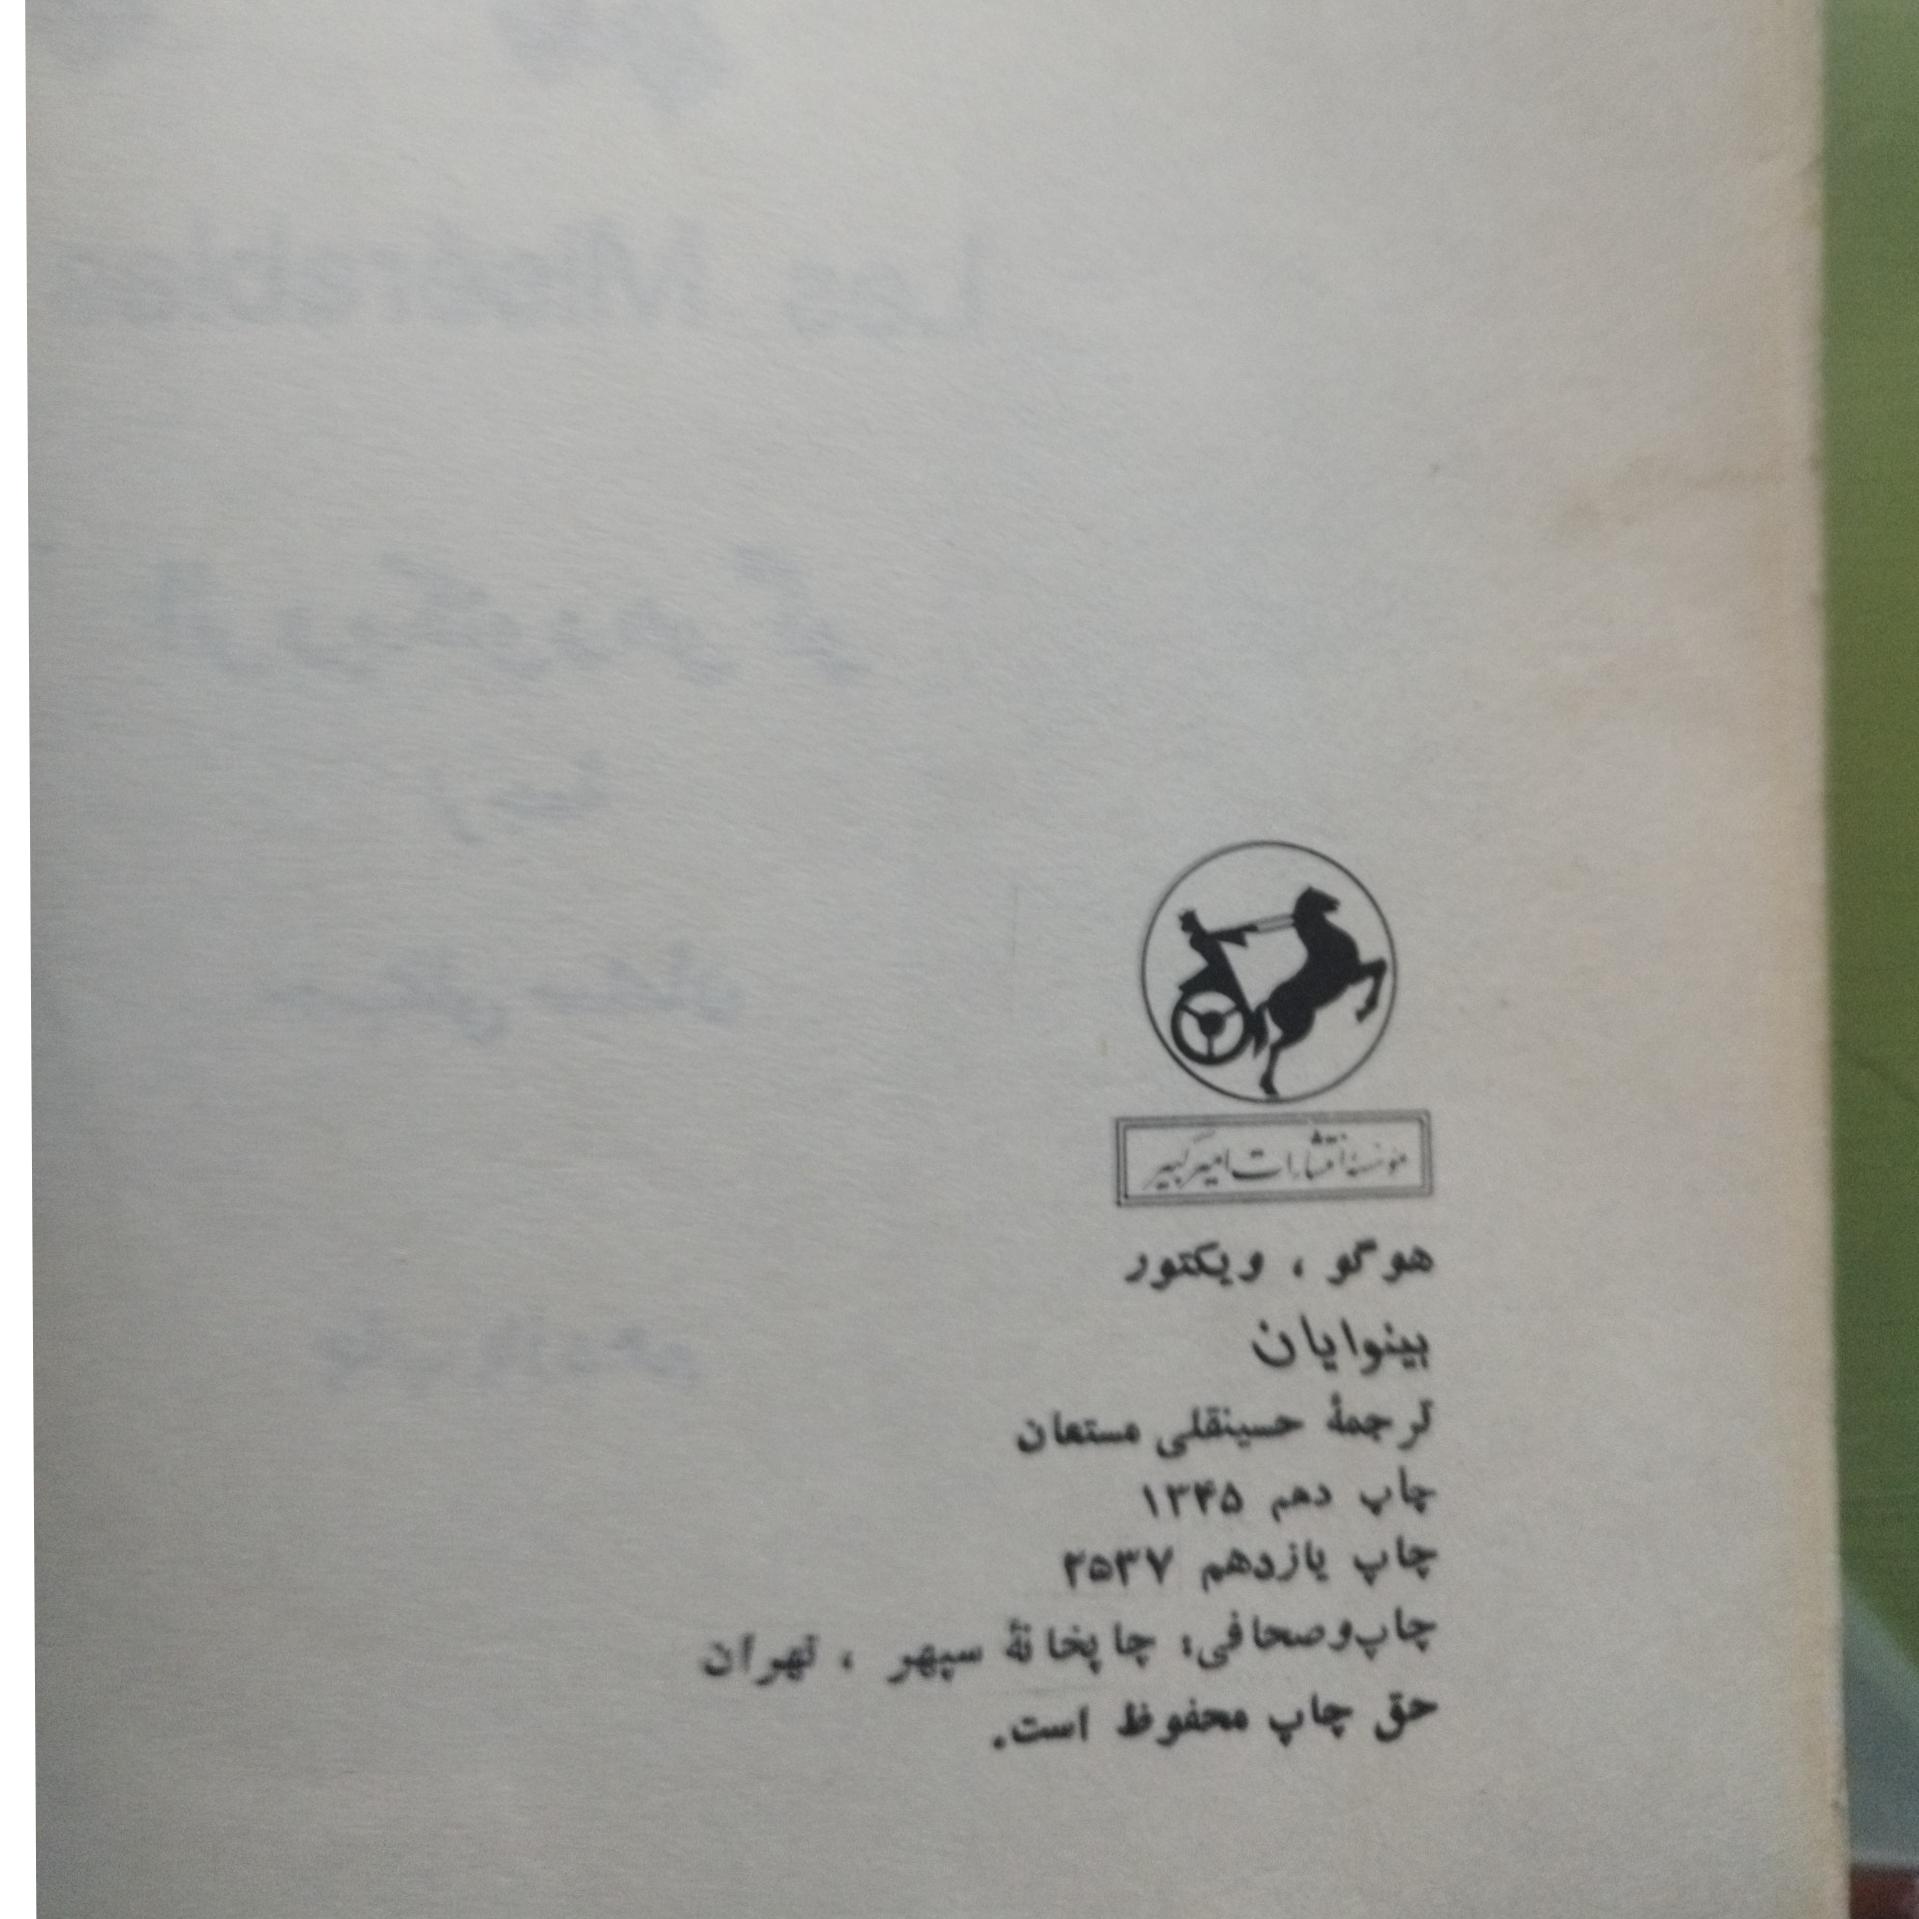 مؤسسهٔ انتشارات امیرکبیر
هوگو ، ویکتور
بینوایان
ترجمهٔ حسینقلی مستعان
چاپ دهم ۱۳۴۵
چاپ یازدهم ۲۵۳۷
چاپ‌وصحافی: چاپخانهٔ سپهر ، تهران
حق چاپ محفوظ است.